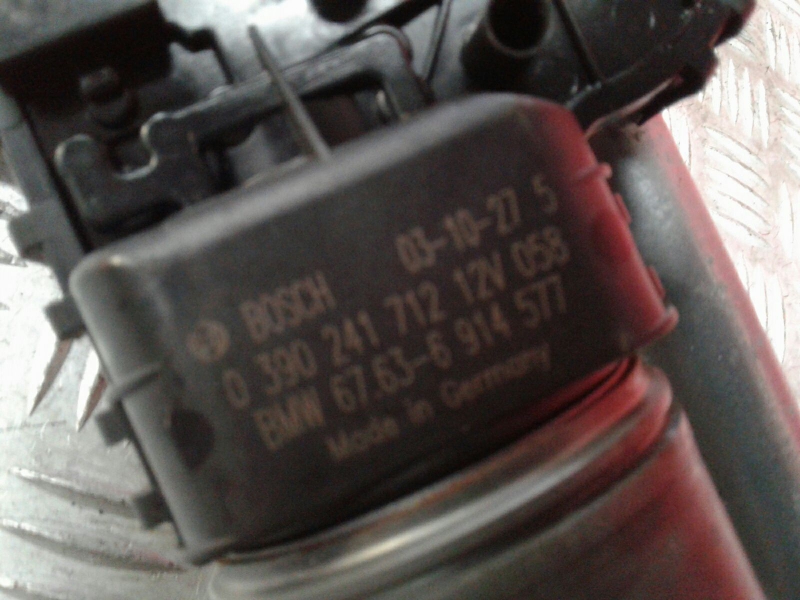 BOSCH 03-10-27 5
0 390 241 712 12V 058
BMW 67.63-6 914 577
Made in Germany